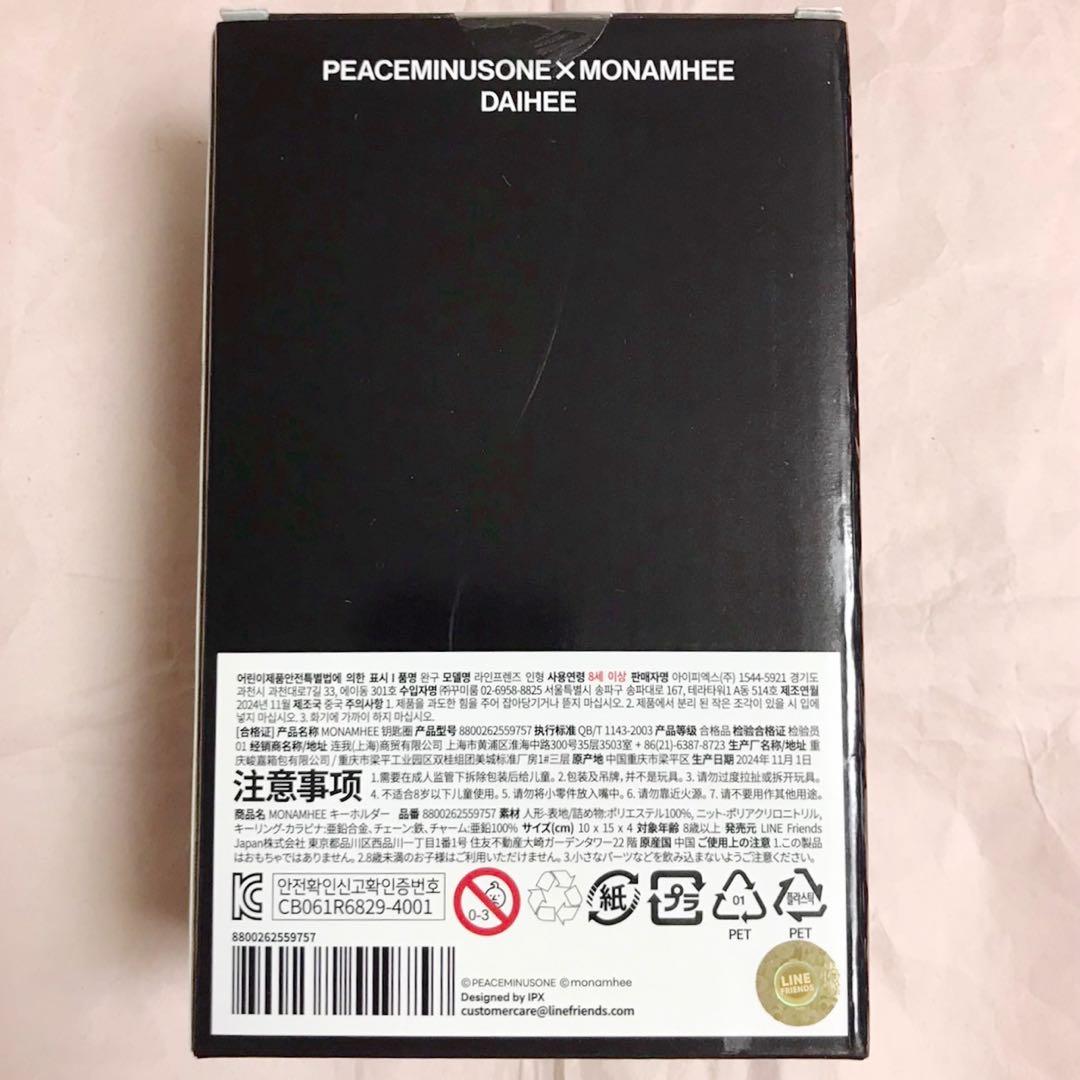 PEACEMINUSONE×MONAMHEE
DAIHEE
어린이제품안전특별법에 의한 표시 I 품명 완구 모델명 라인프렌즈 인형 사용연령 8세 이상 판매자명 아이피엑스(주) 1544-5921 경기도
과천시 과천대로7길 33, 에이동 301호 수입자명 ㈜꾸미룸 02-6958-8825 서울특별시 송파구 송파대로 167, 테라타워1 A동 514호 제조연월
2024년 11월 제조국 중국 주의사항 1. 제품을 과도한 힘을 주어 잡아당기거나 뜯지 마십시오. 2. 제품에서 분리 된 작은 조각이 있을 시 입에
넣지 마십시오. 3. 화기에 가까이 하지 마십시오.
[合格证] 产品名称 MONAMHEE 钥匙圈 产品型号 8800262559757 执行标准 QB/T 1143-2003 产品等级 合格品 检验合格证 检验员
01 经销商名称/地址 连我(上海)商贸有限公司 上海市黄浦区淮海中路300号35层3503室 + 86(21)-6387-8723 生产厂名称/地址 重
庆峻嘉箱包有限公司/重庆市梁平工业园区双桂组团美城标准厂房1#三层 原产地 中国重庆市梁平区 生产日期 2024年 11月 1日
注意事项 1.需要在成人监管下拆除包装后给儿童。2.包装及吊牌，并不是玩具。3. 请勿过度拉扯或拆开玩具。
4. 不适合8岁以下儿童使用。5. 请勿将小零件放入嘴中。6. 请勿靠近火源。7. 请不要用作其他用途。
商品名 MONAMHEE キーホルダー 品番 8800262559757 素材 人形-表地/詰め物:ポリエステル100%, ニット-ポリアクリロニトリル,
キーリング-カラビナ:亜鉛合金, チェーン:鉄, チャーム:亜鉛100% サイズ(cm) 10 x 15 x 4 対象年齢 8歳以上 発売元 LINE Friends
Japan株式会社 東京都品川区西品川一丁目1番1号 住友不動産大崎ガーデンタワー22 階 原産国 中国 ご使用上の注意 1.この製品
はおもちゃではありません。2.8歳未満のお子様はご利用いただけません。3.小さなパーツなどを飲み込まないようご注意ください。
안전확인신고확인증번호
CB061R6829-4001
0-3
紙
プラ
01
PET
플라스틱
PET
8800262559757
©PEACEMINUSONE ©monamhee
Designed by IPX
customercare@linefriends.com
LINE
FRIENDS